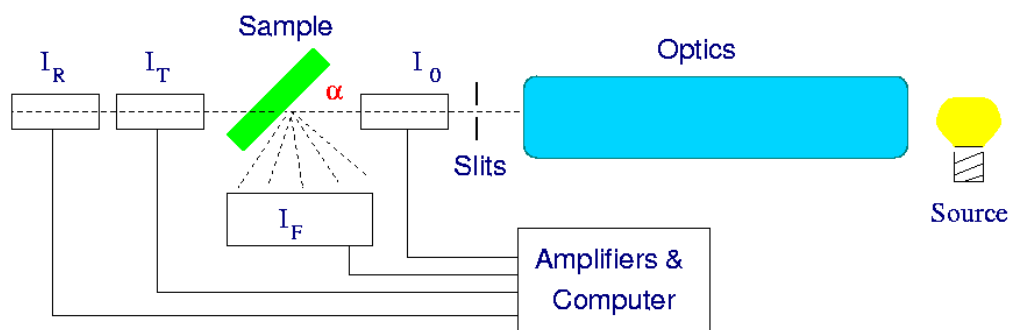 Sample
Optics
I_R
I_T
α
I_0
Slits
Source
I_F
Amplifiers &
Computer